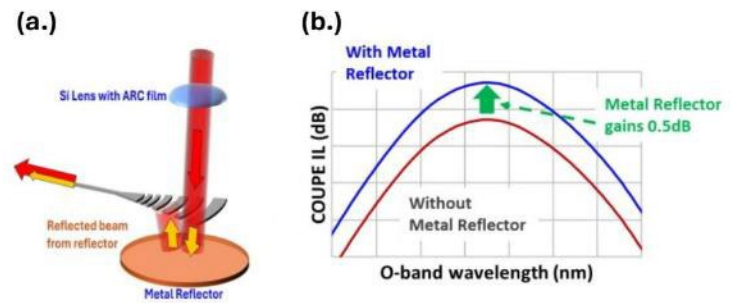 (a.)
Si Lens with ARC film
Reflected beam
from reflector
Metal Reflector
(b.)
With Metal
Reflector
Metal Reflector
gains 0.5dB
Without
Metal Reflector
COUPE IL (dB)
O-band wavelength (nm)